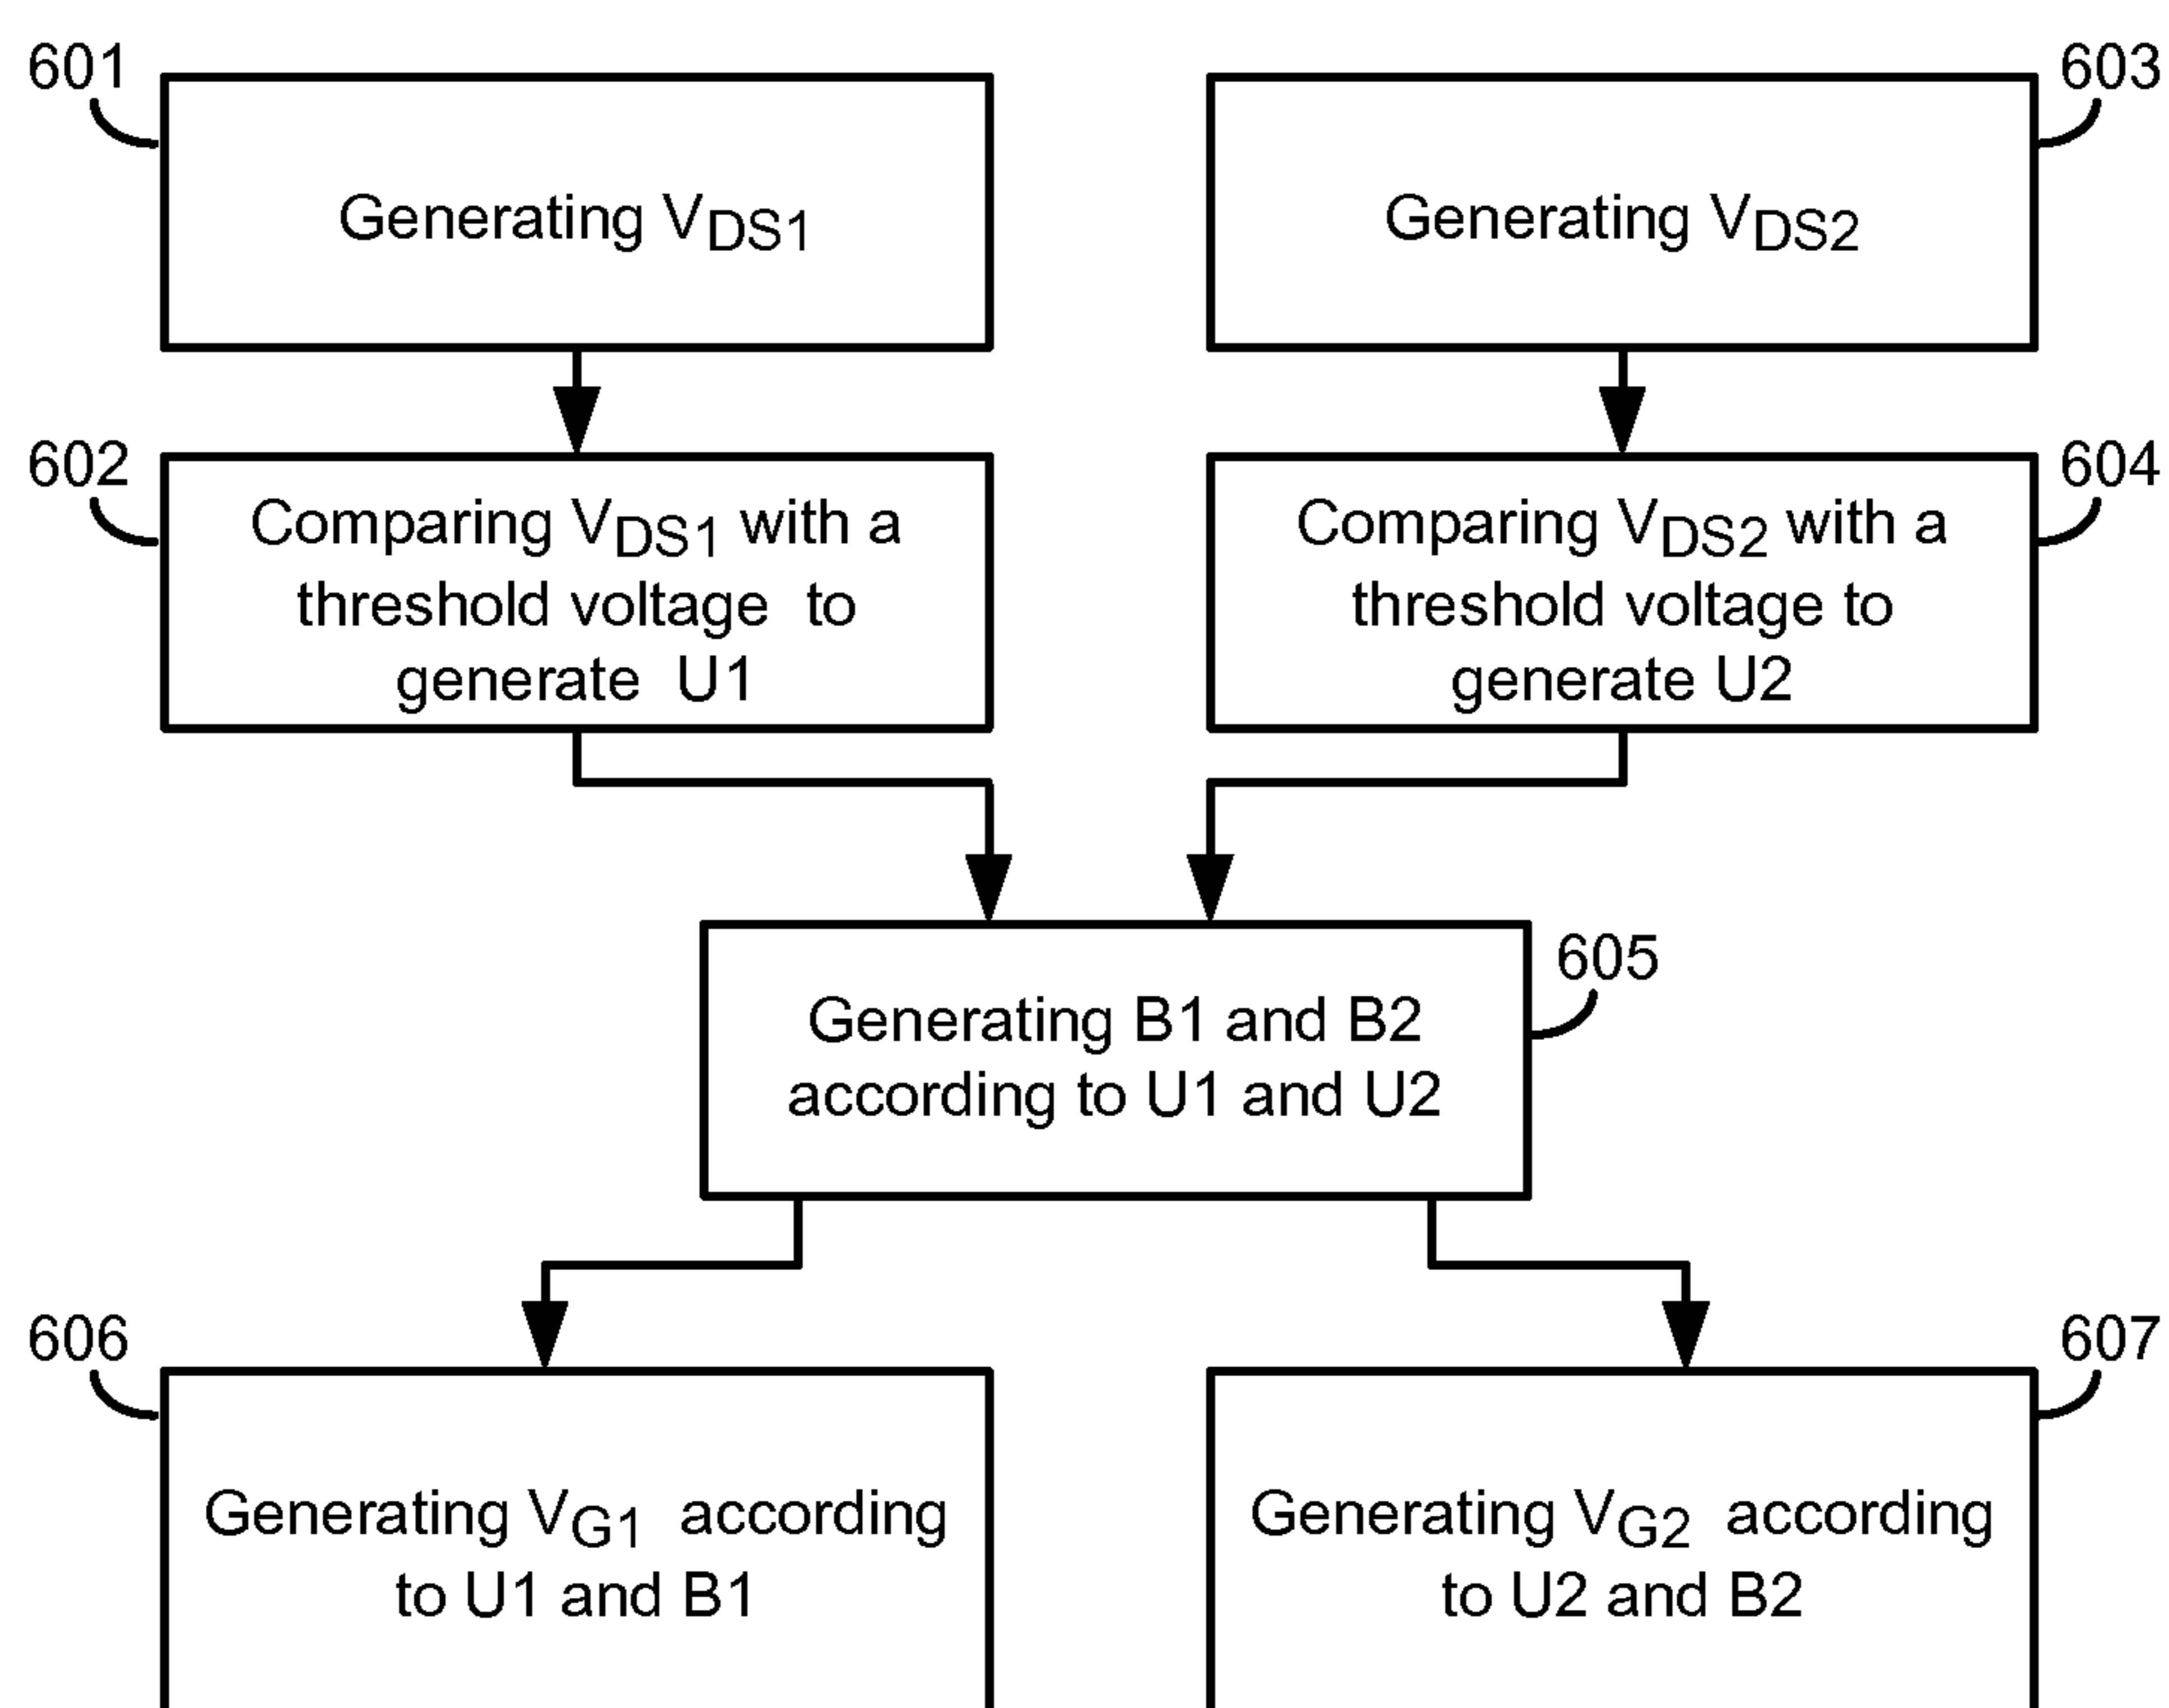 601
Generating VDS1
603
Generating VDS2
602
Comparing VDS1 with a
threshold voltage to
generate U1
604
Comparing VDS2 with a
threshold voltage to
generate U2
605
Generating B1 and B2
according to U1 and U2
606
Generating VG1 according
to U1 and B1
607
Generating VG2 according
to U2 and B2